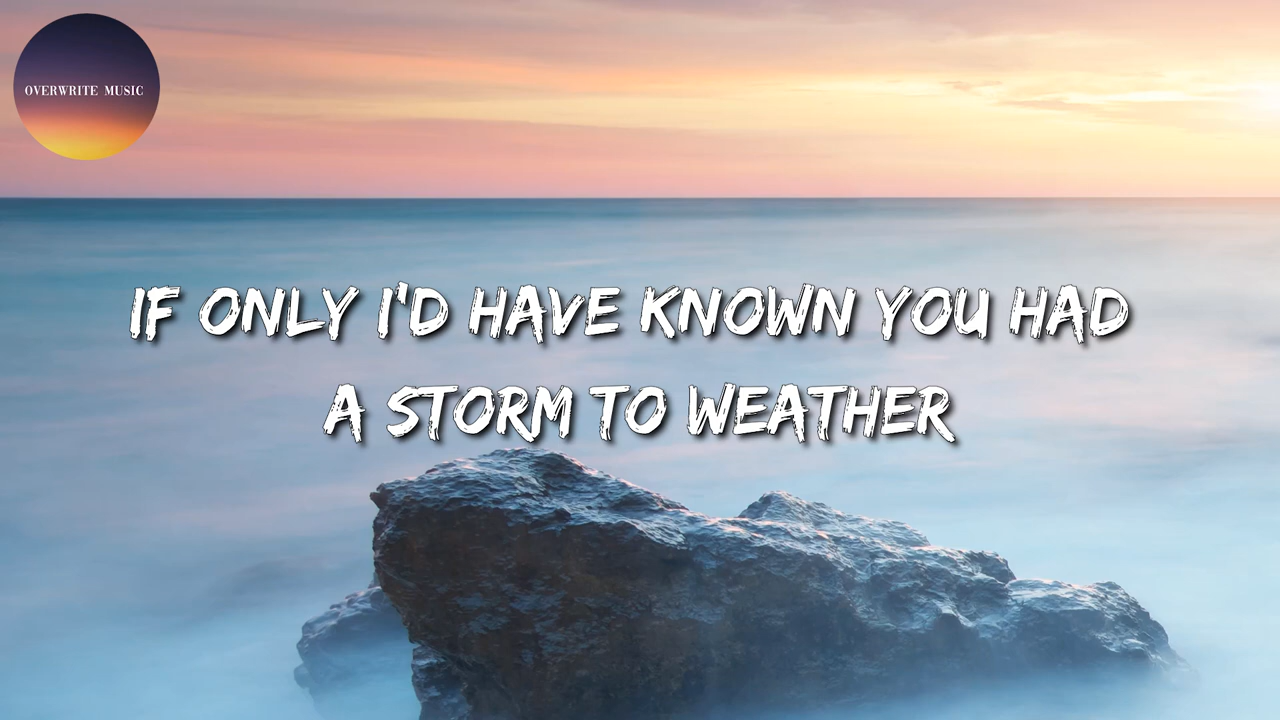 OVERWRITE MUSIC
IF ONLY I'D HAVE KNOWN YOU HAD
A STORM TO WEATHER